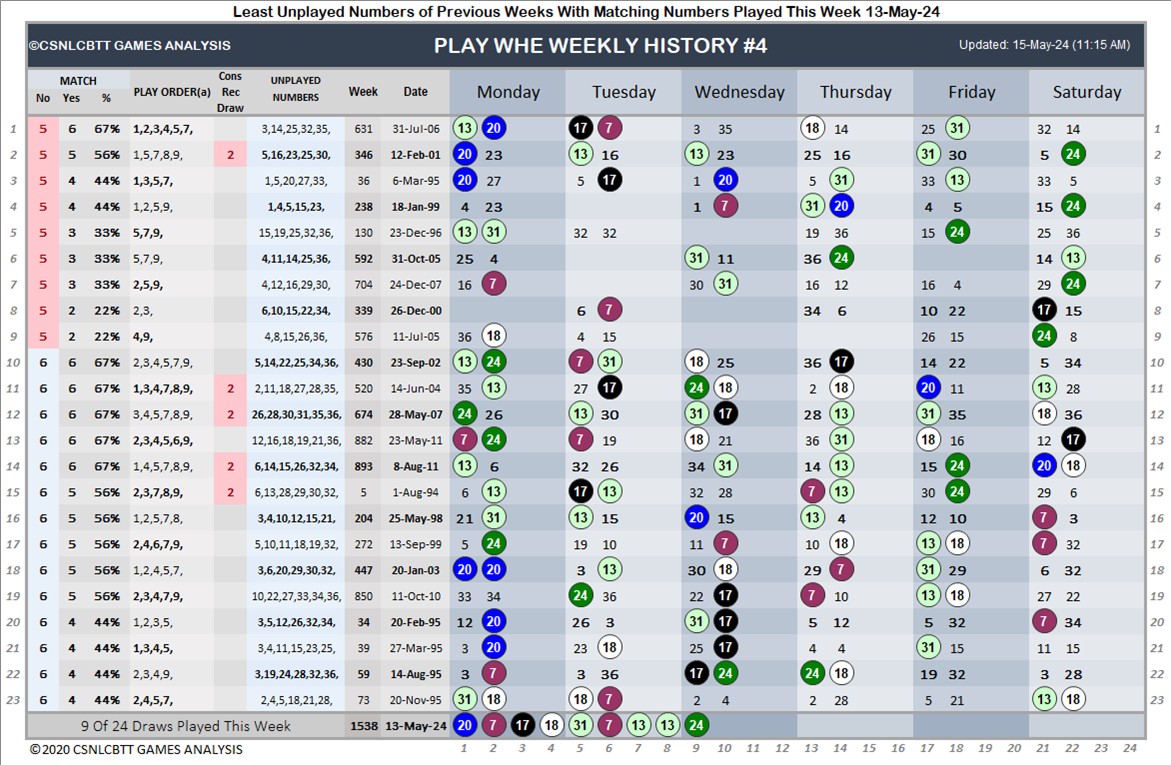 Least Unplayed Numbers of Previous Weeks With Matching Numbers Played This Week 13-May-24
©CSNLCBTT GAMES ANALYSIS PLAY WHE WEEKLY HISTORY #4 Updated: 15-May-24 (11:15 AM)
MATCH Cons UNPLAYED
No Yes % PLAY ORDER(a) Rec NUMBERS Week Date Monday Tuesday Wednesday Thursday Friday Saturday
Draw
1 5 6 67% 1,2,3,4,5,7, 3,14,25,32,35, 631 31-Jul-06 13 20 17 7 3 35 18 14 25 31 32 14 1
2 5 5 56% 1,5,7,8,9, 2 5,16,23,25,30, 346 12-Feb-01 20 23 13 16 13 23 25 16 31 30 5 24 2
3 5 4 44% 1,3,5,7, 1,5,20,27,33, 36 6-Mar-95 20 27 5 17 1 20 5 31 33 13 33 5 3
4 5 4 44% 1,2,5,9, 1,4,5,15,23, 238 18-Jan-99 4 23 1 7 31 20 4 5 15 24 4
5 5 3 33% 5,7,9, 15,19,25,32,36, 130 23-Dec-96 13 31 32 32 19 36 15 24 25 36 5
6 5 3 33% 5,7,9, 4,11,14,25,36, 592 31-Oct-05 25 4 31 11 36 24 14 13 6
7 5 3 33% 2,5,9, 4,12,16,29,30, 704 24-Dec-07 16 7 30 31 16 12 16 4 29 24 7
8 5 2 22% 2,3, 6,10,15,22,34, 339 26-Dec-00 6 7 34 6 10 22 17 15 8
9 5 2 22% 4,9, 4,8,15,26,36, 576 11-Jul-05 36 18 4 15 26 15 24 8 9
10 6 6 67% 2,3,4,5,7,9, 5,14,22,25,34,36, 430 23-Sep-02 13 24 7 31 18 25 36 17 14 22 5 34 10
11 6 6 67% 1,3,4,7,8,9, 2 2,11,18,27,28,35, 520 14-Jun-04 35 13 27 17 24 18 2 18 20 11 13 28 11
12 6 6 67% 3,4,5,7,8,9, 2 26,28,30,31,35,36, 674 28-May-07 24 26 13 30 31 17 28 13 31 35 18 36 12
13 6 6 67% 2,3,4,5,6,9, 12,16,18,19,21,36, 882 23-May-11 7 24 7 19 18 21 36 31 18 16 12 17 13
14 6 6 67% 1,4,5,7,8,9, 2 6,14,15,26,32,34, 893 8-Aug-11 13 6 32 26 34 31 14 13 15 24 20 18 14
15 6 5 56% 2,3,7,8,9, 2 6,13,28,29,30,32, 5 1-Aug-94 6 13 17 13 32 28 7 13 30 24 29 6 15
16 6 5 56% 1,2,5,7,8, 3,4,10,12,15,21, 204 25-May-98 21 31 13 15 20 15 13 4 12 10 7 3 16
17 6 5 56% 2,4,6,7,9, 5,10,11,18,19,32, 272 13-Sep-99 5 24 19 10 11 7 10 18 13 18 7 32 17
18 6 5 56% 1,2,4,5,7, 3,6,20,29,30,32, 447 20-Jan-03 20 20 3 13 30 18 29 7 31 29 6 32 18
19 6 5 56% 2,3,4,7,9, 10,22,27,33,34,36, 850 11-Oct-10 33 34 24 36 22 17 7 10 13 18 27 22 19
20 6 4 44% 1,2,3,5, 3,5,12,26,32,34, 34 20-Feb-95 12 20 26 3 31 17 5 12 5 32 7 34 20
21 6 4 44% 1,3,4,5, 3,4,11,15,23,25, 39 27-Mar-95 3 20 23 18 25 17 4 4 31 15 11 15 21
22 6 4 44% 2,3,4,9, 3,19,24,28,32,36, 59 14-Aug-95 3 7 3 36 17 24 24 18 19 32 3 28 22
23 6 4 44% 2,4,5,7, 2,4,5,18,21,28, 73 20-Nov-95 31 18 18 7 2 4 2 28 5 21 13 18 23
9 Of 24 Draws Played This Week 1538 13-May-24 20 7 17 18 31 7 13 13 24
©2020 CSNLCBTT GAMES ANALYSIS 1 2 3 4 5 6 7 8 9 10 11 12 13 14 15 16 17 18 19 20 21 22 23 24